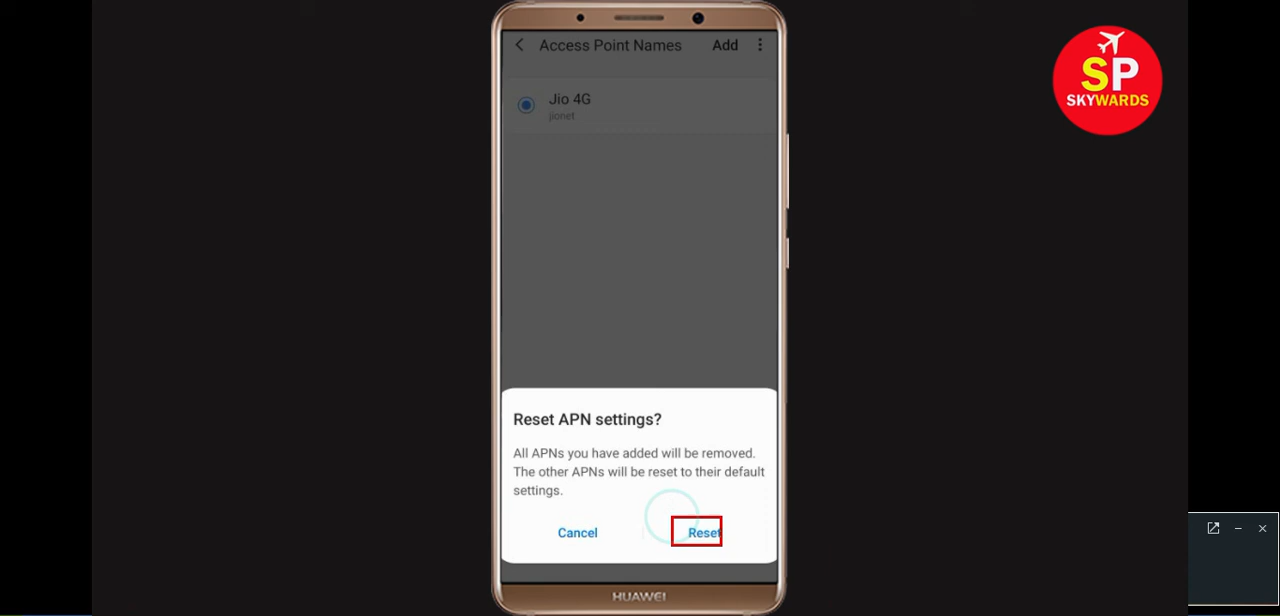 Access Point Names Add
Jio 4G
jionet
SP
SKYWARDS
Reset APN settings?
All APNs you have added will be removed.
The other APNs will be reset to their default
settings.
Cancel Reset
HUAWEI